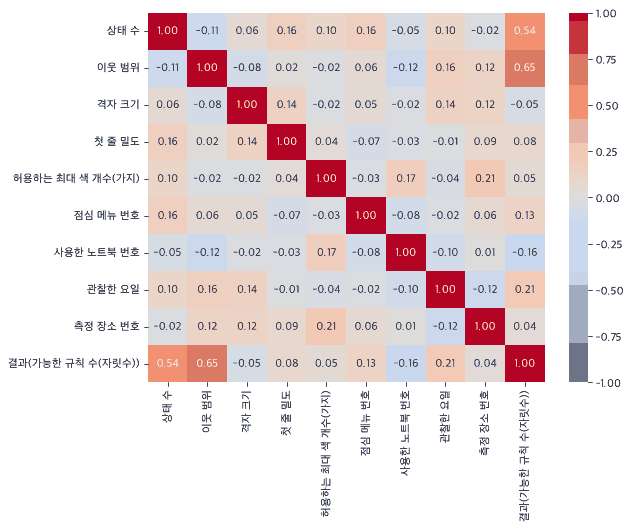 상태 수 1.00 −0.11 0.06 0.16 0.10 0.16 −0.05 0.10 −0.02 0.54
이웃 범위 −0.11 1.00 −0.08 0.02 −0.02 0.06 −0.12 0.16 0.12 0.65
격자 크기 0.06 −0.08 1.00 0.14 −0.02 0.05 −0.02 0.14 0.12 −0.05
첫 줄 밀도 0.16 0.02 0.14 1.00 0.04 −0.07 −0.03 −0.01 0.09 0.08
허용하는 최대 색 개수(가지) 0.10 −0.02 −0.02 0.04 1.00 −0.03 0.17 −0.04 0.21 0.05
점심 메뉴 번호 0.16 0.06 0.05 −0.07 −0.03 1.00 −0.08 −0.02 0.06 0.13
사용한 노트북 번호 −0.05 −0.12 −0.02 −0.03 0.17 −0.08 1.00 −0.10 0.01 −0.16
관찰한 요일 0.10 0.16 0.14 −0.01 −0.04 −0.02 −0.10 1.00 −0.12 0.21
측정 장소 번호 −0.02 0.12 0.12 0.09 0.21 0.06 0.01 −0.12 1.00 0.04
결과(가능한 규칙 수(자릿수)) 0.54 0.65 −0.05 0.08 0.05 0.13 −0.16 0.21 0.04 1.00
상태 수
이웃 범위
격자 크기
첫 줄 밀도
허용하는 최대 색 개수(가지)
점심 메뉴 번호
사용한 노트북 번호
관찰한 요일
측정 장소 번호
결과(가능한 규칙 수(자릿수))
1.00
0.75
0.50
0.25
0.00
−0.25
−0.50
−0.75
−1.00